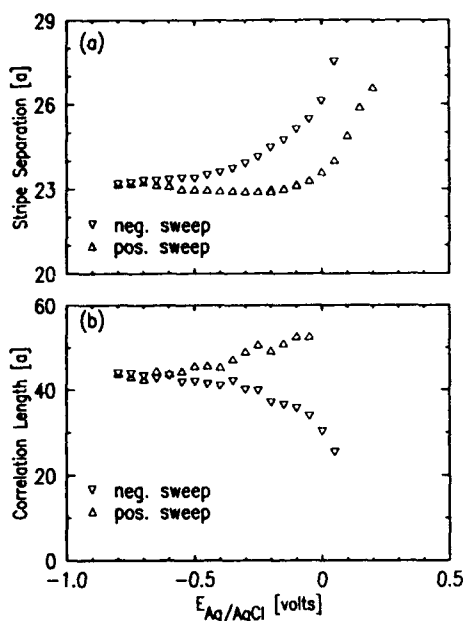 (a)
Stripe Separation [a]
29
26
23
20
▽ neg. sweep
△ pos. sweep
(b)
Correlation Length [a]
60
40
20
0
▽ neg. sweep
△ pos. sweep
-1.0 -0.5 0 0.5
E Ag/AgCl [volts]